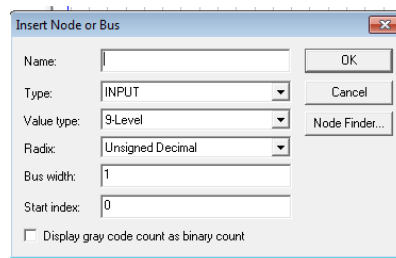 Insert Node or Bus
Name: OK
Type: INPUT Cancel
Value type: 9-Level Node Finder...
Radix: Unsigned Decimal
Bus width: 1
Start index: 0
Display gray code count as binary count